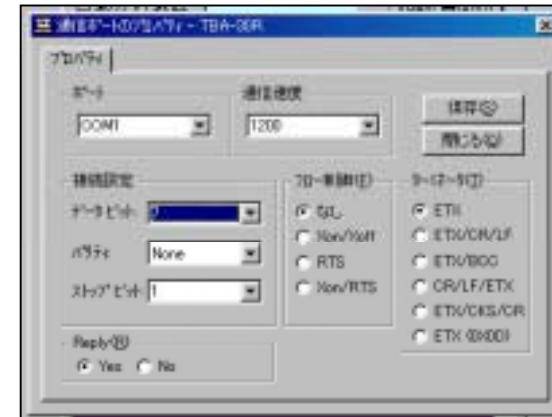 通信ポートのプロパティ - TBA-00R
プロパティ
ポート
COM1
通信速度
1200
保存(S)
閉じる(Q)
接続設定
データビット
パラティ
None
ストップビット
1
フロー制御(F)
なし
Xon/Xoff
RTS
Xon/RTS
ターミネータ(T)
ETX
ETX/CR/LF
ETX/BCC
CR/LF/ETX
ETX/CKS/CR
ETX (0X0D)
Reply(R)
Yes
No